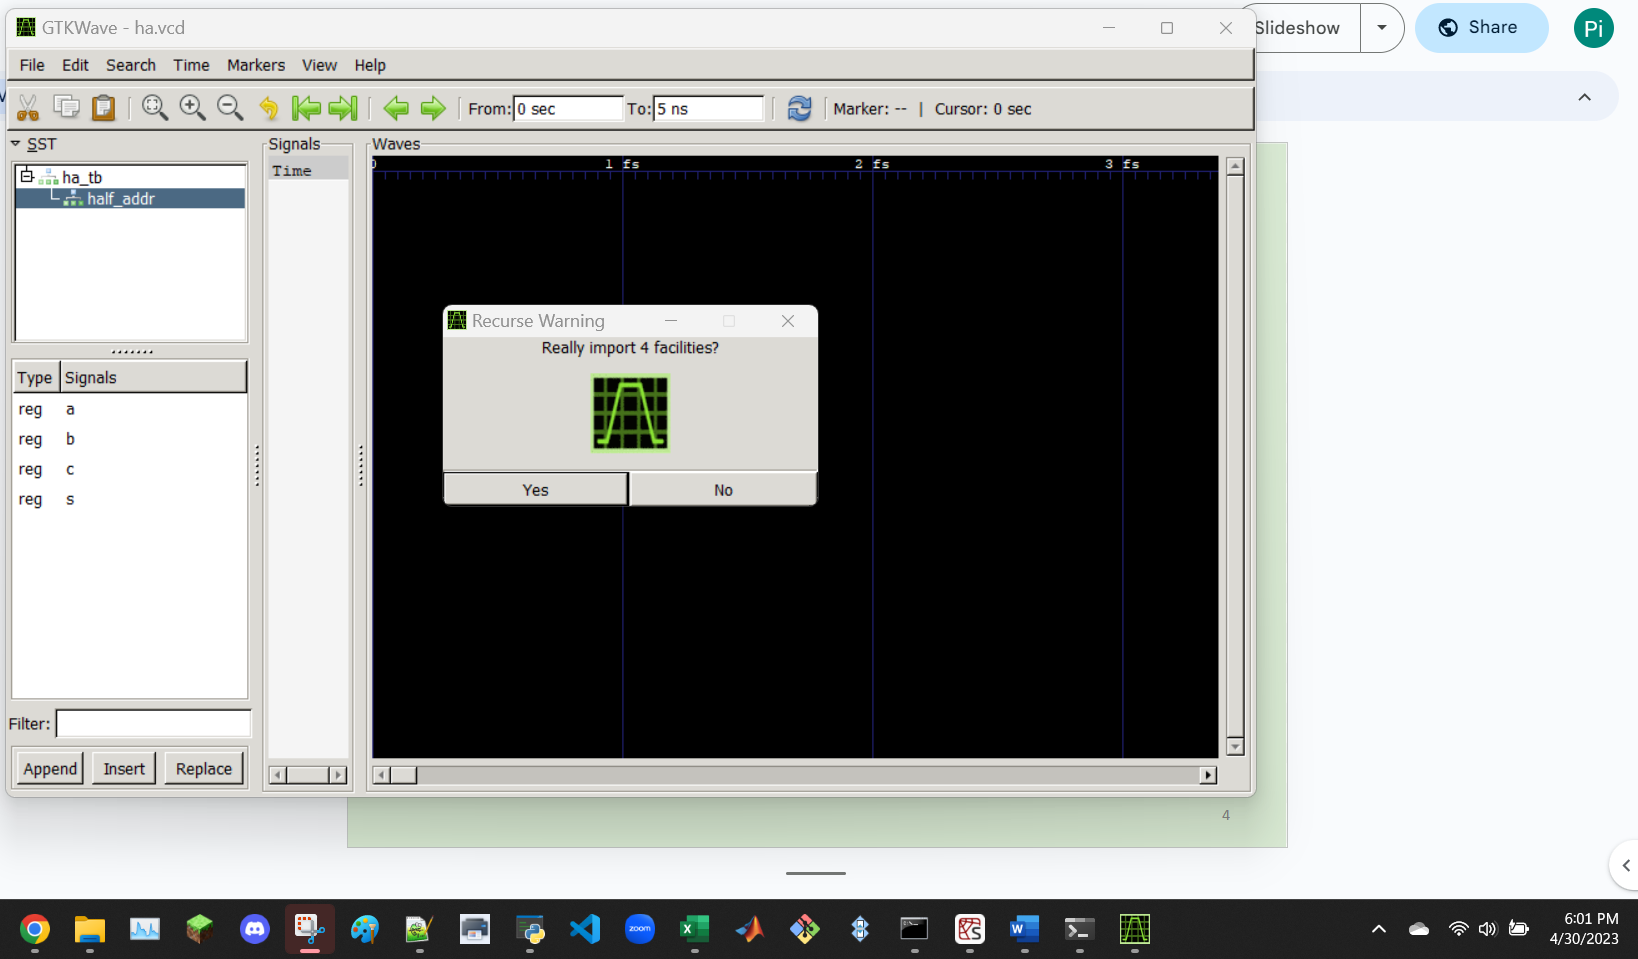 GTKWave - ha.vcd
Slideshow
Share
Pi
File Edit Search Time Markers View Help
From: 0 sec To: 5 ns Marker: -- | Cursor: 0 sec
SST
Signals
Waves
ha_tb
half_addr
Time
0 1 fs 2 fs 3 fs
Recurse Warning
Really import 4 facilities?
Yes No
Type Signals
reg a
reg b
reg c
reg s
Filter:
Append Insert Replace
4
zoom
6:01 PM
4/30/2023